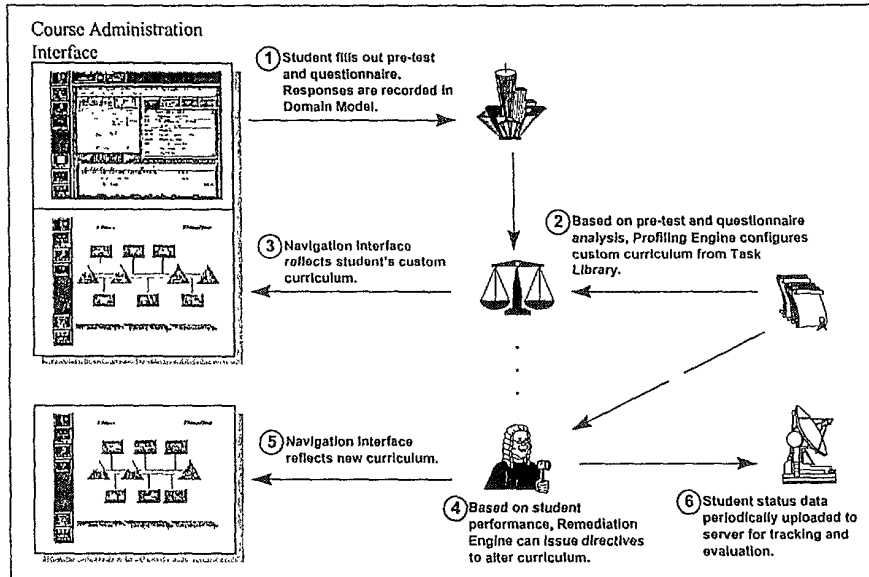 Course Administration
Interface
1 Student fills out pre-test
and questionnaire.
Responses are recorded in
Domain Model.
2 Based on pre-test and questionnaire
analysis, Profiling Engine configures
custom curriculum from Task
Library.
3 Navigation Interface
reflects student's custom
curriculum.
5 Navigation Interface
reflects new curriculum.
4 Based on student
performance, Remediation
Engine can issue directives
to alter curriculum.
6 Student status data
periodically uploaded to
server for tracking and
evaluation.